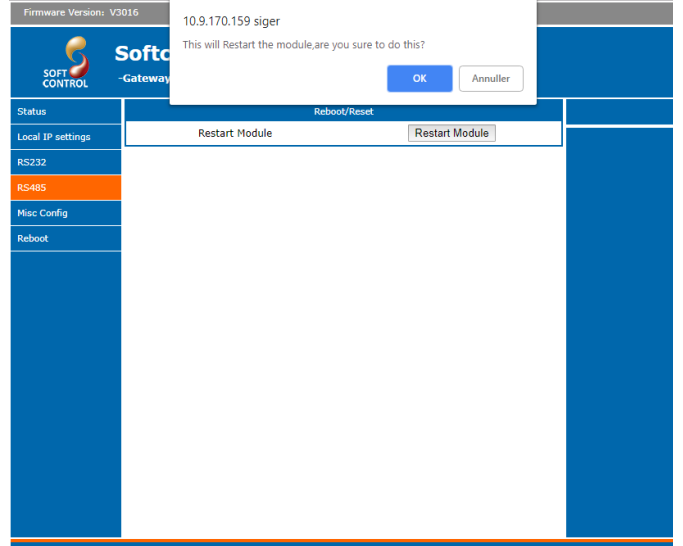 Firmware Version: V3016
10.9.170.159 siger
This will Restart the module,are you sure to do this?
OK
Annuller
SOFT
CONTROL
Softc
-Gateway
Status
Local IP settings
RS232
RS485
Misc Config
Reboot
Reboot/Reset
Restart Module
Restart Module